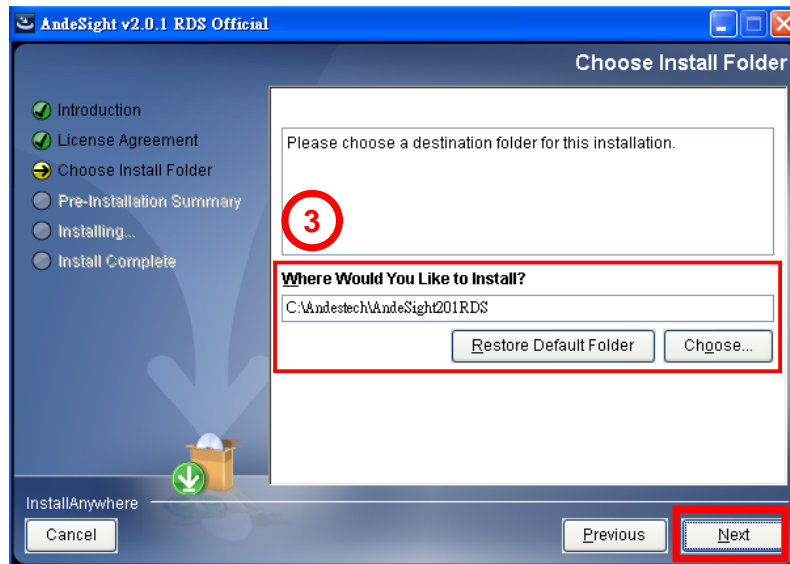 AndeSight v2.0.1 RDS Official
Choose Install Folder
Introduction
License Agreement
Choose Install Folder
Pre-Installation Summary
Installing...
Install Complete
Please choose a destination folder for this installation.
3
Where Would You Like to Install?
C:\Andestech\AndeSight201RDS
Restore Default Folder
Choose...
InstallAnywhere
Cancel
Previous
Next